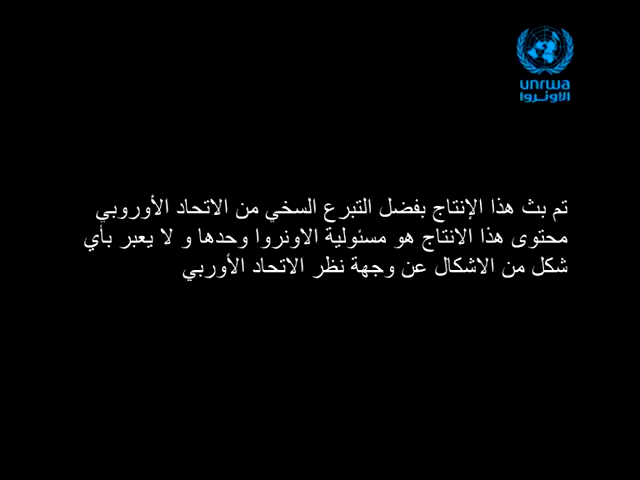 unrwa
الأونروا
تم بث هذا الإنتاج بفضل التبرع السخي من الاتحاد الأوروبي
محتوى هذا الانتاج هو مسئولية الاونروا وحدها و لا يعبر بأي
شكل من الاشكال عن وجهة نظر الاتحاد الأوربي